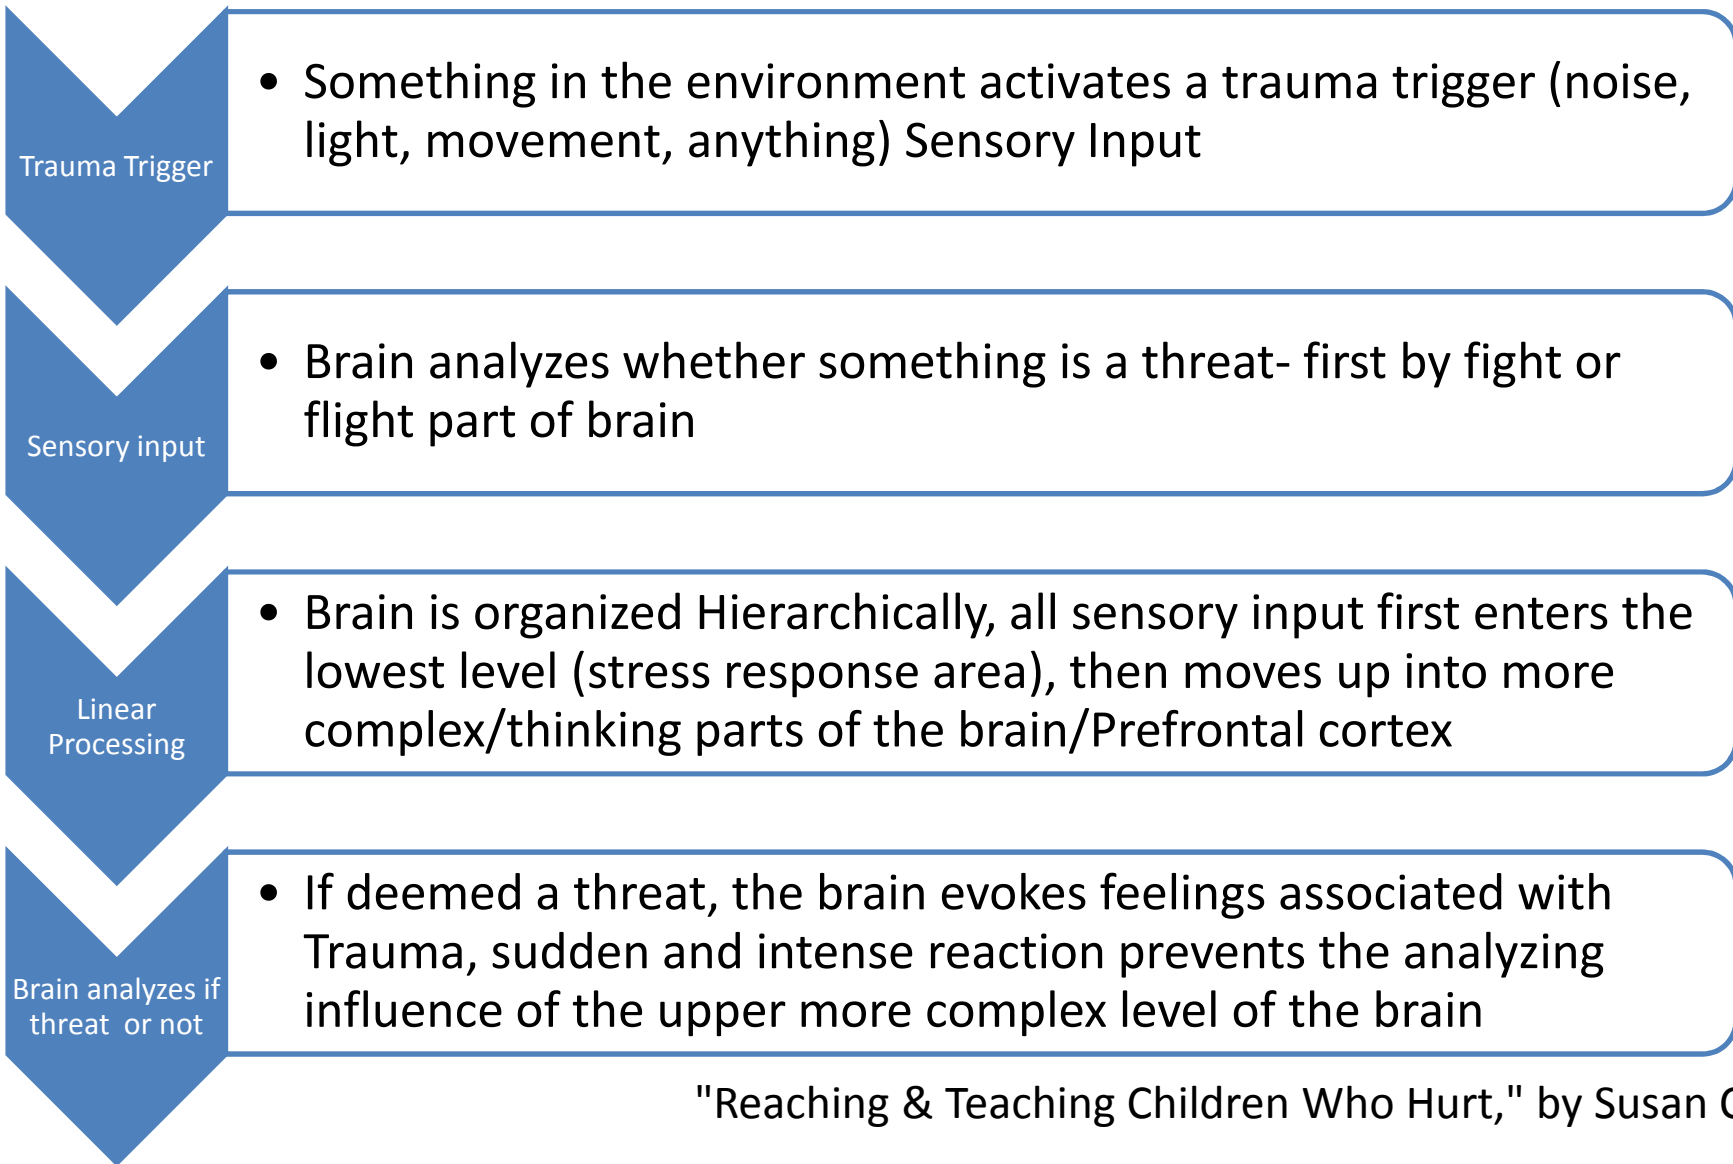 Trauma Trigger
• Something in the environment activates a trauma trigger (noise,
light, movement, anything) Sensory Input
Sensory input
• Brain analyzes whether something is a threat- first by fight or
flight part of brain
Linear
Processing
• Brain is organized Hierarchically, all sensory input first enters the
lowest level (stress response area), then moves up into more
complex/thinking parts of the brain/Prefrontal cortex
Brain analyzes if
threat or not
• If deemed a threat, the brain evokes feelings associated with
Trauma, sudden and intense reaction prevents the analyzing
influence of the upper more complex level of the brain
"Reaching & Teaching Children Who Hurt," by Susan